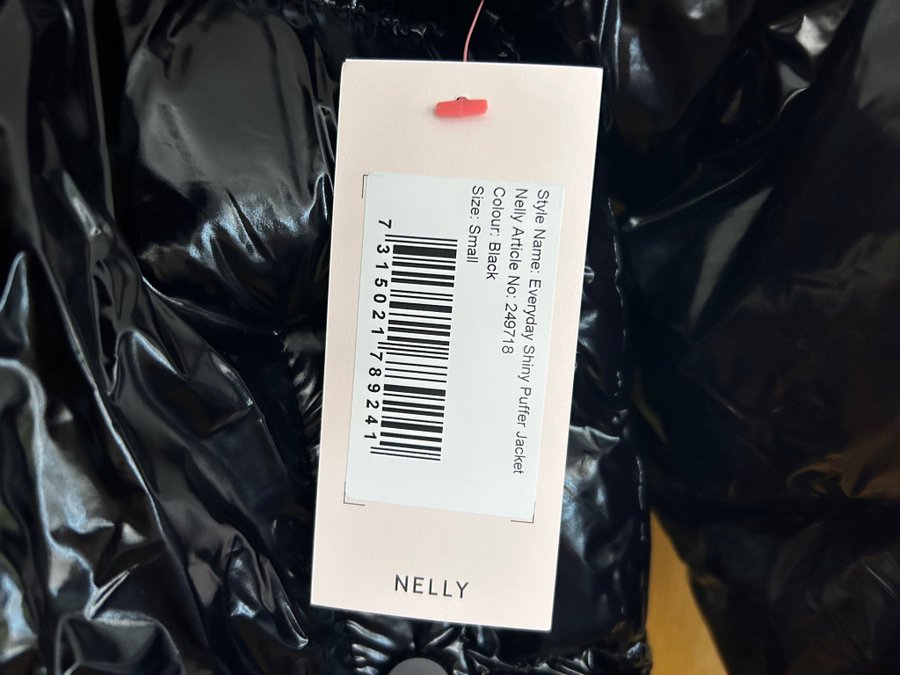 Style Name: Everyday Shiny Puffer Jacket
Nelly Article No: 249718
Colour: Black
Size: Small
7 315021 789241
NELLY